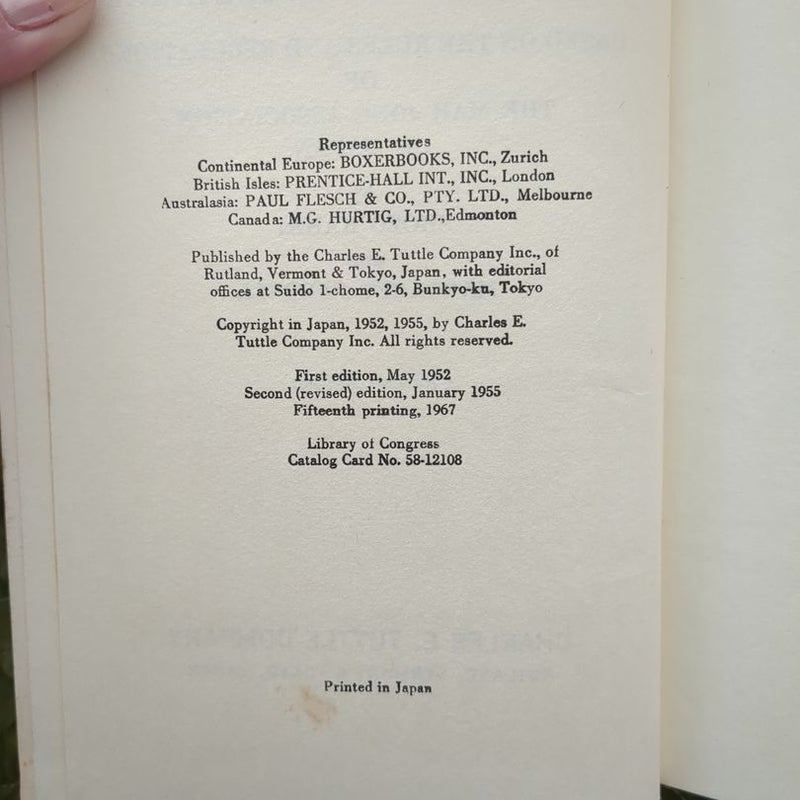 Representatives
Continental Europe: BOXERBOOKS, INC., Zurich
British Isles: PRENTICE-HALL INT., INC., London
Australasia: PAUL FLESCH & CO., PTY. LTD., Melbourne
Canada: M.G. HURTIG, LTD.,Edmonton
Published by the Charles E. Tuttle Company Inc., of
Rutland, Vermont & Tokyo, Japan, with editorial
offices at Suido 1-chome, 2-6, Bunkyo-ku, Tokyo
Copyright in Japan, 1952, 1955, by Charles E.
Tuttle Company Inc. All rights reserved.
First edition, May 1952
Second (revised) edition, January 1955
Fifteenth printing, 1967
Library of Congress
Catalog Card No. 58-12108
Printed in Japan